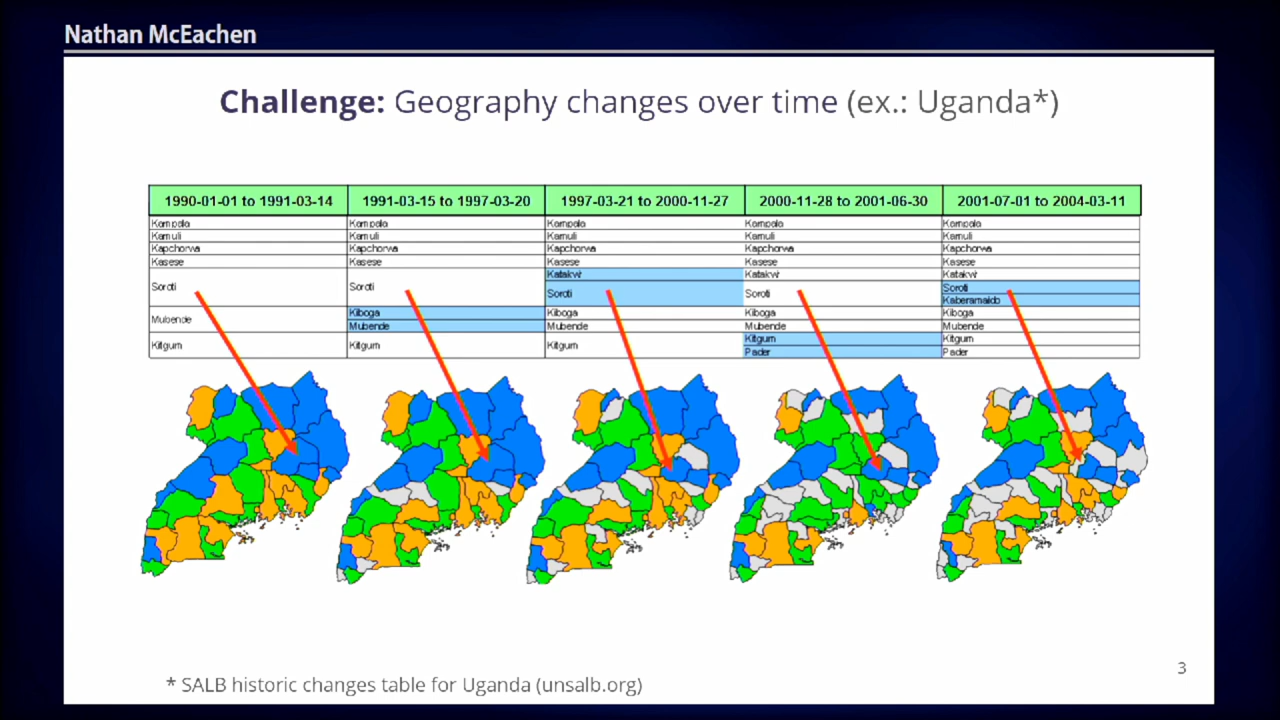 Nathan McEachen
Challenge: Geography changes over time (ex.: Uganda*)
1990-01-01 to 1991-03-14 1991-03-15 to 1997-03-20 1997-03-21 to 2000-11-27 2000-11-28 to 2001-06-30 2001-07-01 to 2004-03-11
Kampala Kampala Kampala Kampala Kampala
Kamuli Kamuli Kamuli Kamuli Kamuli
Kapchorwa Kapchorwa Kapchorwa Kapchorwa Kapchorwa
Kasese Kasese Kasese Kasese Kasese
Katakwi Katakwi Katakwi
Soroti Soroti Soroti Soroti Soroti
Kaberamaido
Kiboga Kiboga Kiboga Kiboga
Mubende Mubende Mubende Mubende Mubende
Kitgum Kitgum Kitgum Kitgum Kitgum
Pader Pader
3
* SALB historic changes table for Uganda (unsalb.org)